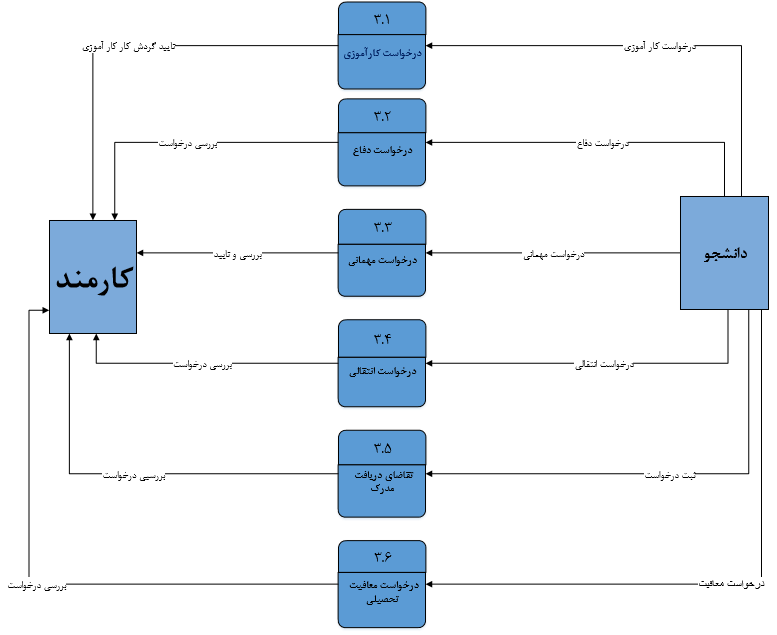 ۳.۱
درخواست کار آموزی
درخواست کارآموزی
تایید گردش کار کار آموزی
۳.۲
درخواست دفاع
درخواست دفاع
بررسی درخواست
۳.۳
دانشجو
درخواست مهمانی
درخواست مهمانی
بررسی و تایید
کارمند
۳.۴
درخواست انتقالی
درخواست انتقالی
بررسی درخواست
۳.۵
ثبت درخواست
تقاضای دریافت
مدرک
بررسیی درخواست
۳.۶
درخواست معافیت
درخواست معافیت
تحصیلی
بررسی درخواست